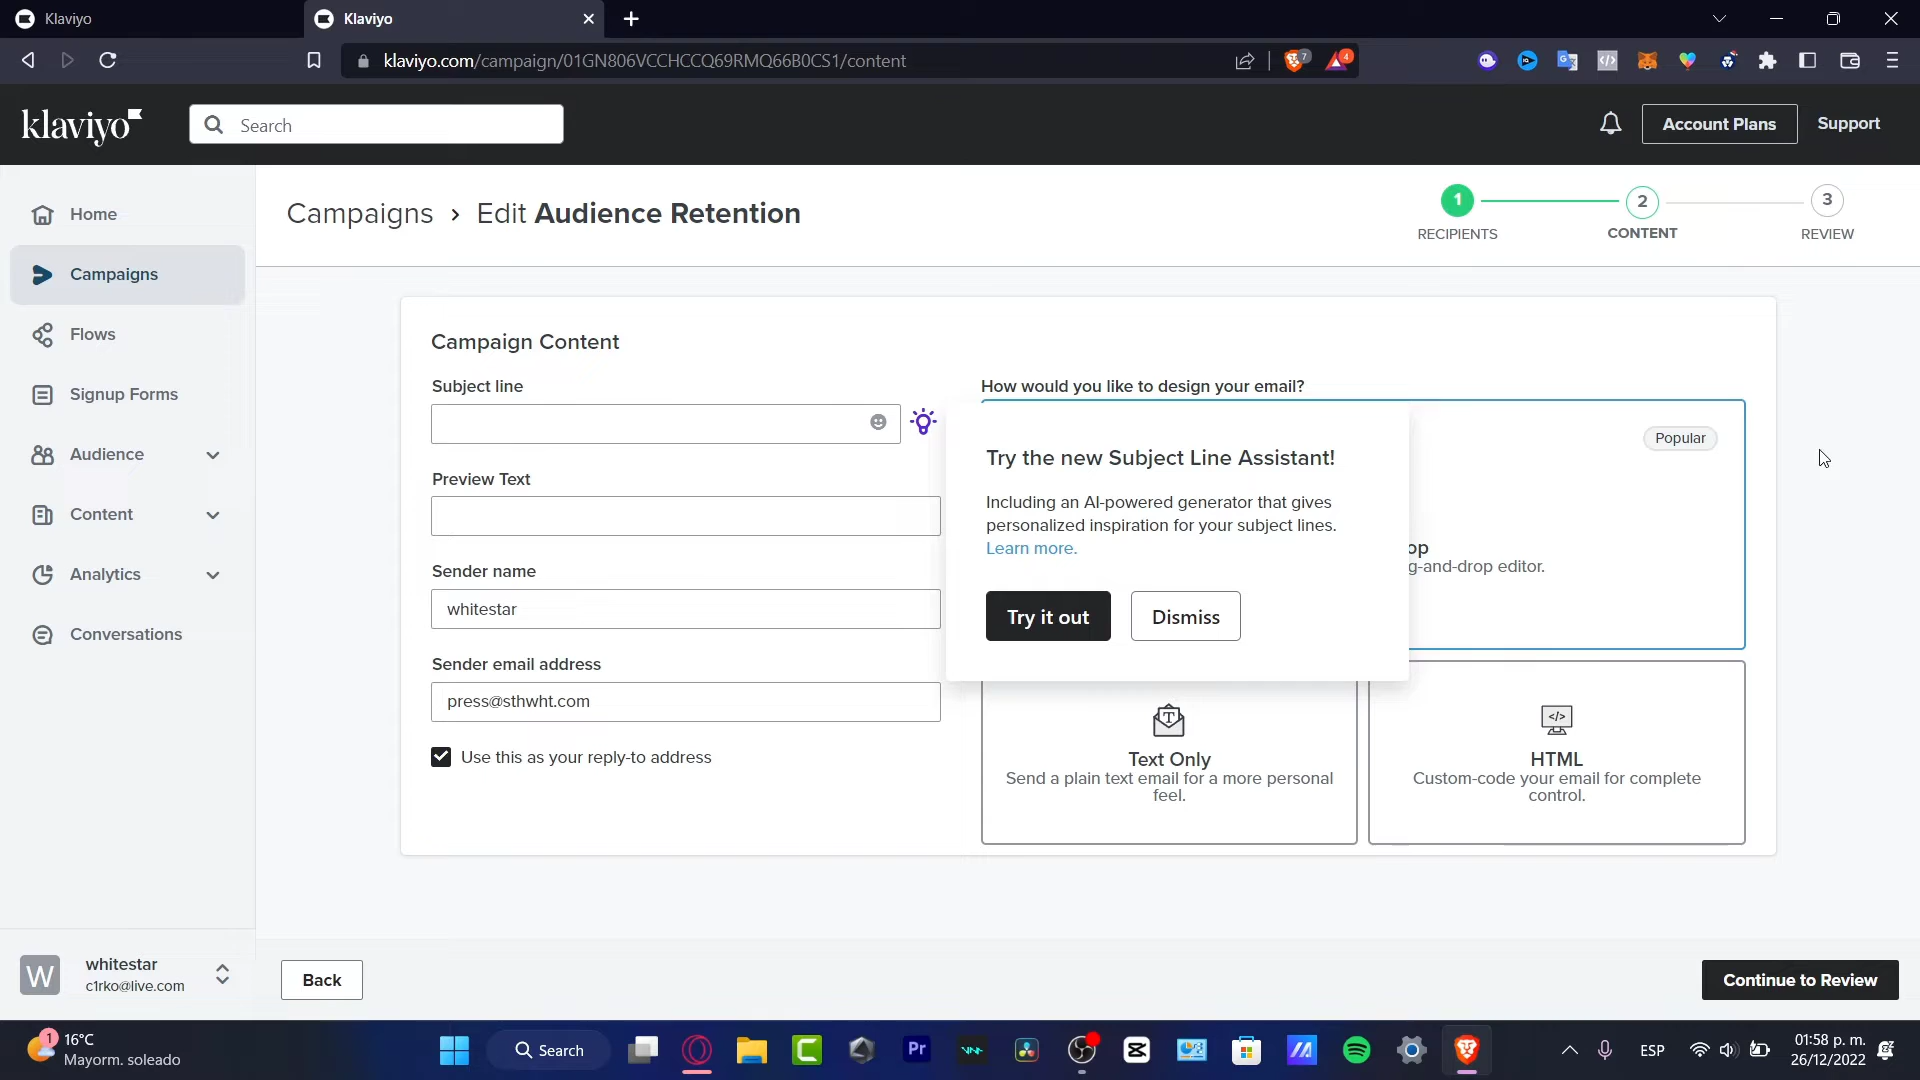 Klaviyo
Klaviyo
klaviyo.com/campaign/01GN806VCCHCCQ69RMQ66B0CS1/content
7
4
klaviyo
Search
Account Plans
Support
Home
Campaigns
Flows
Signup Forms
Audience
Content
Analytics
Conversations
Campaigns › Edit Audience Retention
1
2
3
RECIPIENTS
CONTENT
REVIEW
Campaign Content
Subject line
Preview Text
Sender name
whitestar
Sender email address
press@sthwht.com
Use this as your reply-to address
How would you like to design your email?
Popular
Try the new Subject Line Assistant!
Including an AI-powered generator that gives
personalized inspiration for your subject lines.
Learn more.
Try it out
Dismiss
op
g-and-drop editor.
T
Text Only
Send a plain text email for a more personal
feel.
</>
HTML
Custom-code your email for complete
control.
W
whitestar
c1rko@live.com
Back
Continue to Review
1
16°C
Mayorm. soleado
Search
Pr
ESP
01:58 p. m.
26/12/2022